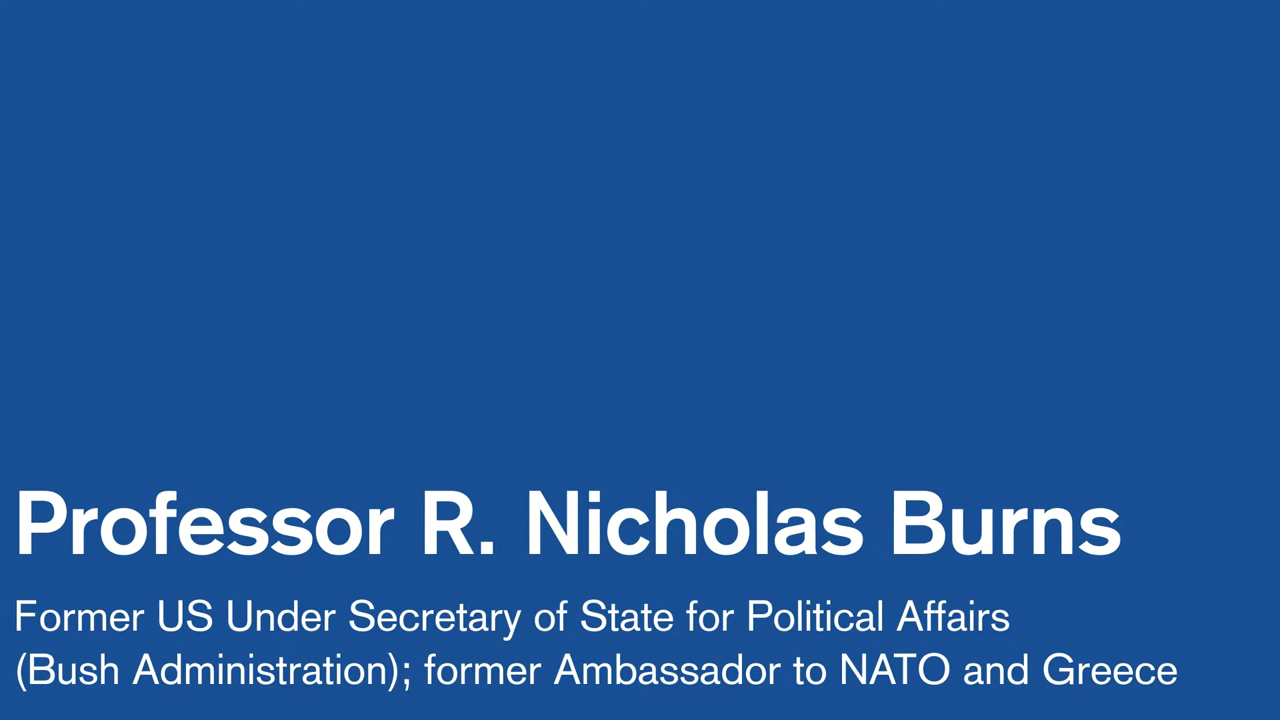 Professor R. Nicholas Burns
Former US Under Secretary of State for Political Affairs
(Bush Administration); former Ambassador to NATO and Greece